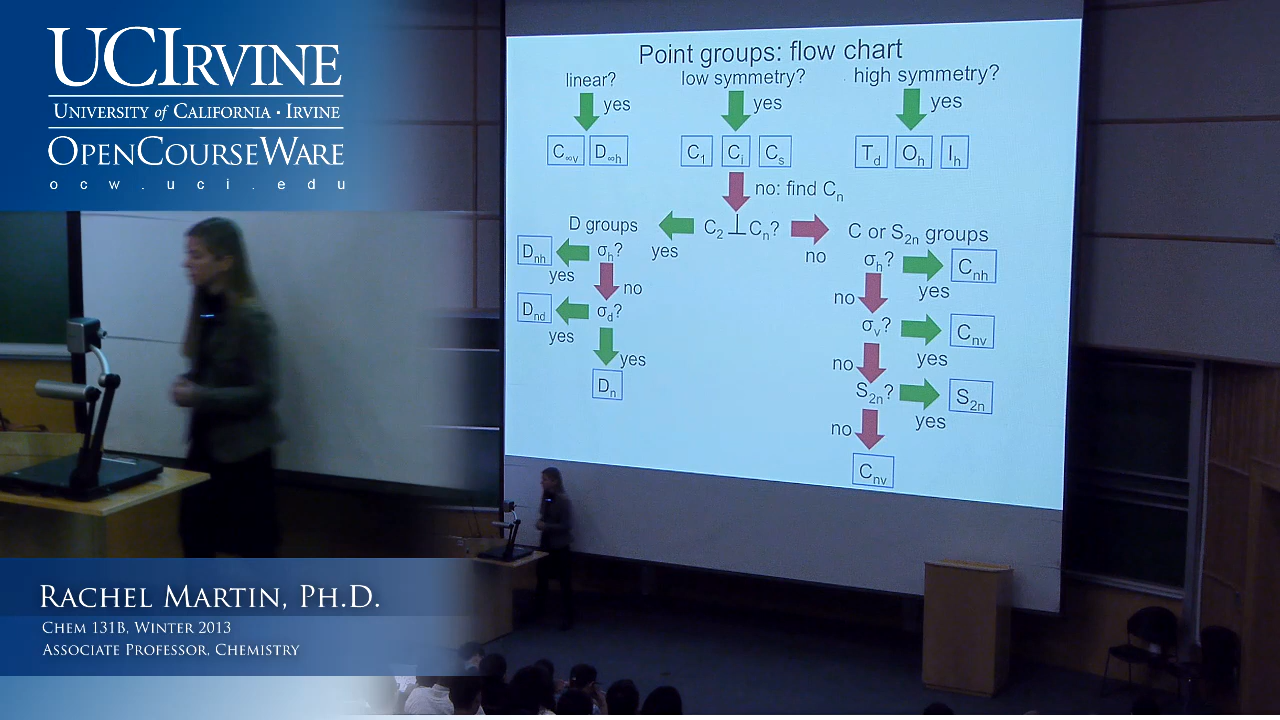 UCIRVINE
UNIVERSITY of CALIFORNIA · IRVINE
OPENCOURSEWARE
ocw.uci.edu
Point groups: flow chart
linear? low symmetry? high symmetry?
yes yes yes
C∞v D∞h C1 Ci Cs Td Oh Ih
no: find Cn
D groups C2⊥Cn? C or S2n groups
yes no
Dnh σh? σh? Cnh
yes no no yes
Dnd σd? σv? Cnv
yes yes no yes
Dn S2n? S2n
no yes
Cnv
RACHEL MARTIN, PH.D.
CHEM 131B, WINTER 2013
ASSOCIATE PROFESSOR, CHEMISTRY